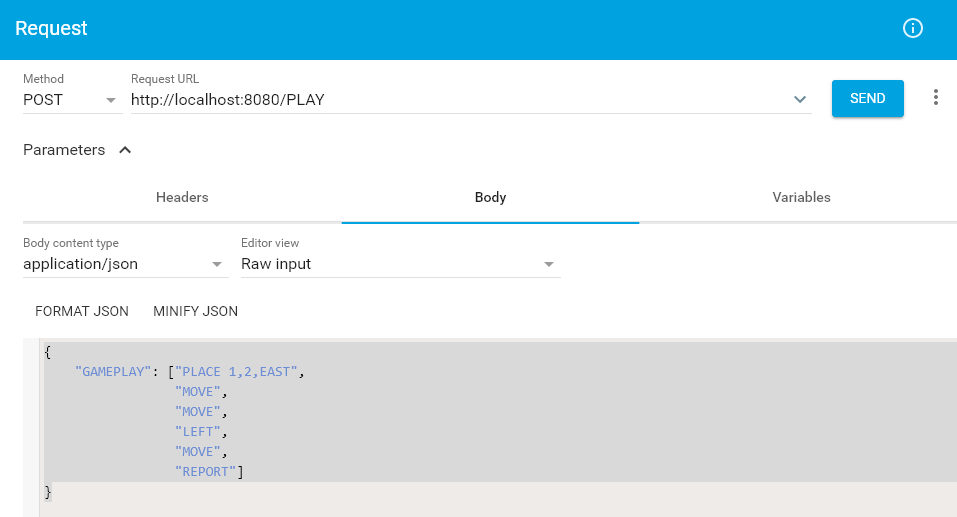 Request
Method
Request URL
POST
http://localhost:8080/PLAY
SEND
Parameters
Headers
Body
Variables
Body content type
Editor view
application/json
Raw input
FORMAT JSON
MINIFY JSON
{
"GAMEPLAY": ["PLACE 1,2,EAST",
"MOVE",
"MOVE",
"LEFT",
"MOVE",
"REPORT"]
}